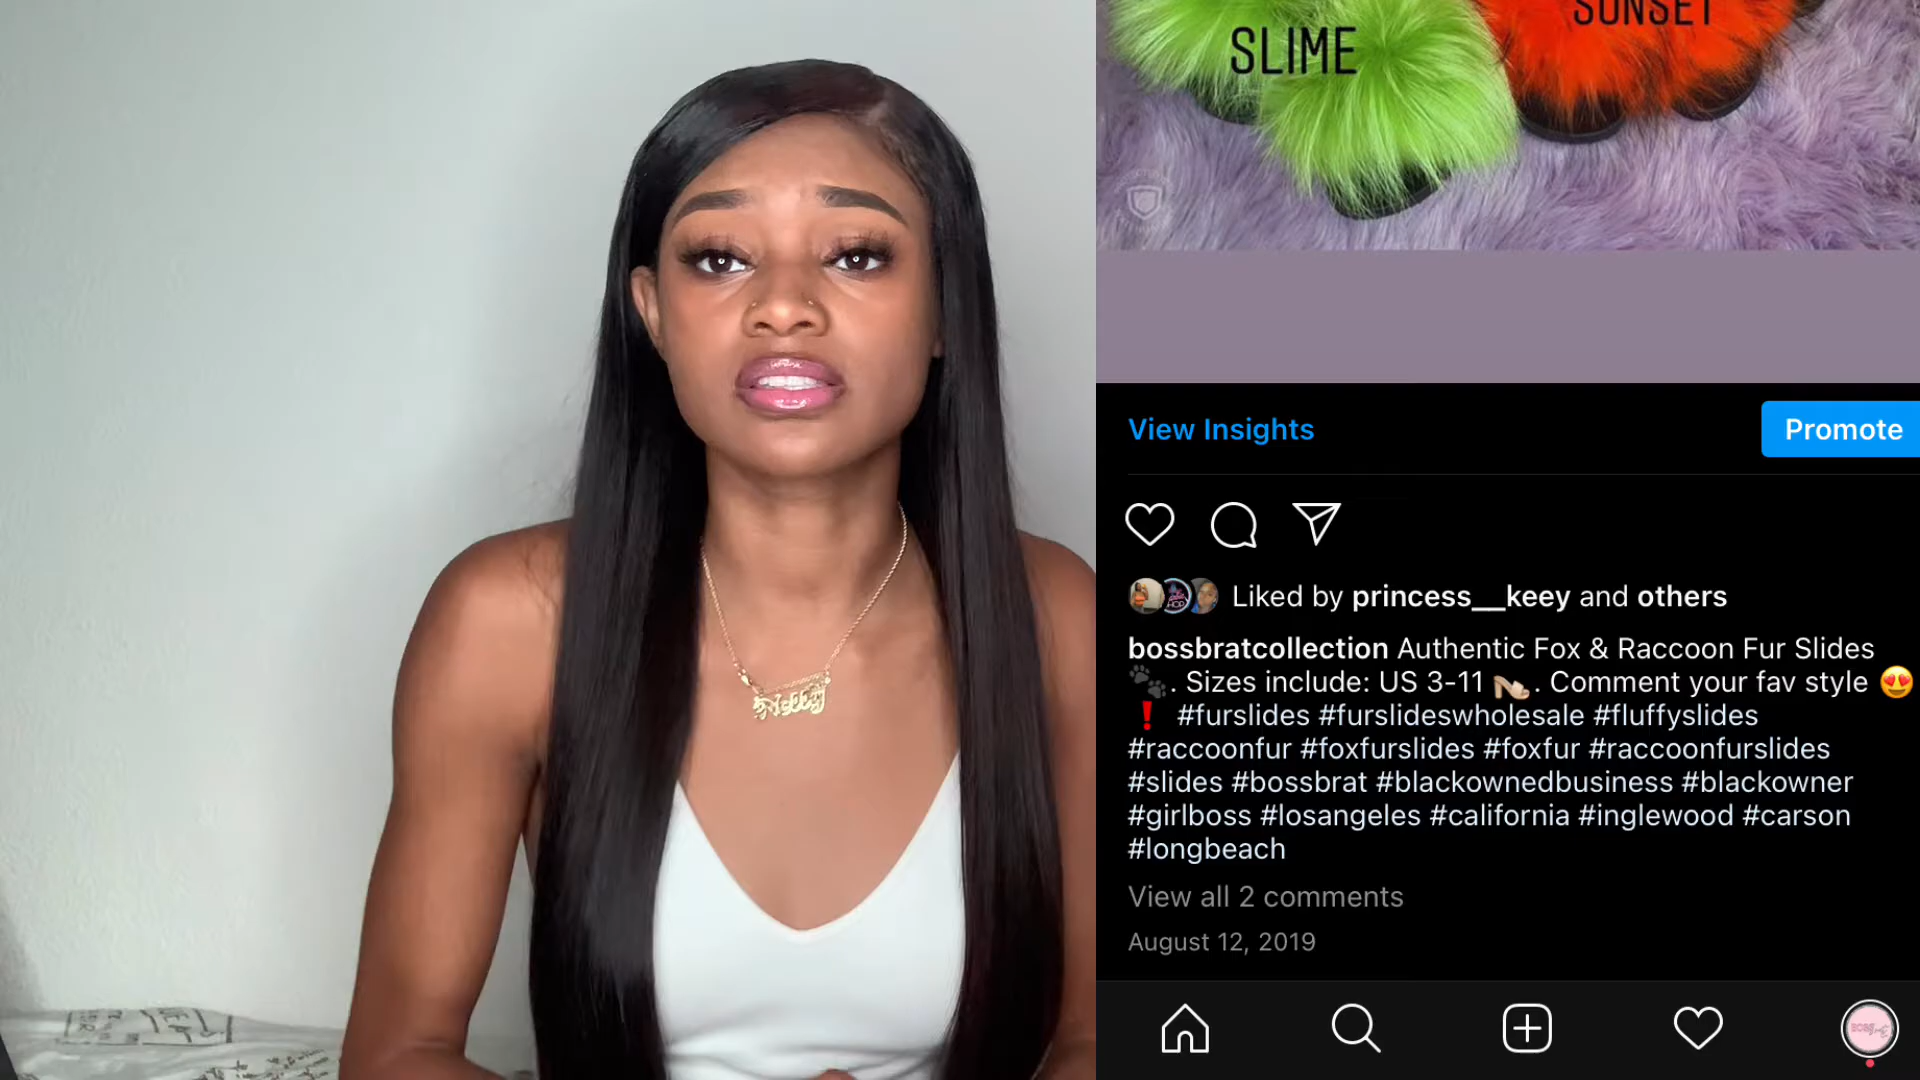 SUNSET
SLIME
View Insights
Promote
Liked by princess__keey and others
bossbratcollection Authentic Fox & Raccoon Fur Slides
🐾. Sizes include: US 3-11 👡. Comment your fav style 😍
❗ #furslides #furslideswholesale #fluffyslides
#raccoonfur #foxfurslides #foxfur #raccoonfurslides
#slides #bossbrat #blackownedbusiness #blackowner
#girlboss #losangeles #california #inglewood #carson
#longbeach
View all 2 comments
August 12, 2019